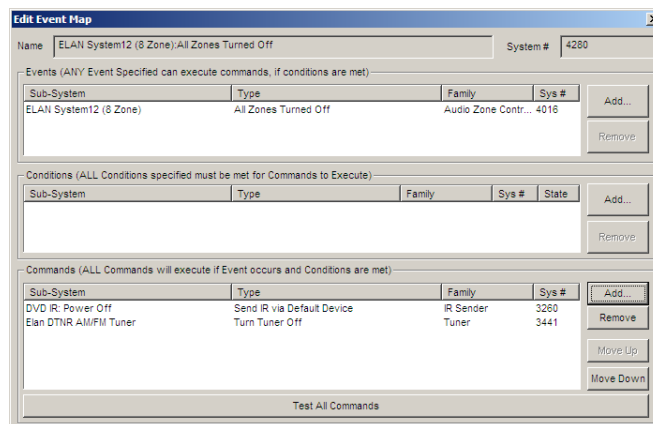 Edit Event Map
Name ELAN System12 (8 Zone):All Zones Turned Off System # 4280
Events (ANY Event Specified can execute commands, if conditions are met)
Sub-System Type Family Sys #
ELAN System12 (8 Zone) All Zones Turned Off Audio Zone Contr... 4016
Add...
Remove
Conditions (ALL Conditions specified must be met for Commands to Execute)
Sub-System Type Family Sys # State
Add...
Remove
Commands (ALL Commands will execute if Event occurs and Conditions are met)
Sub-System Type Family Sys #
DVD IR: Power Off Send IR via Default Device IR Sender 3260
Elan DTNR AM/FM Tuner Turn Tuner Off Tuner 3441
Add...
Remove
Move Up
Move Down
Test All Commands